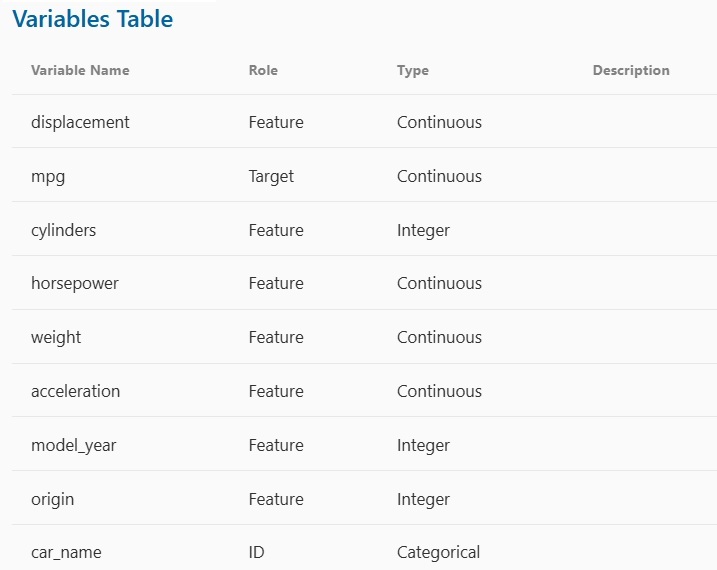 Variables Table
Variable Name Role Type Description
displacement Feature Continuous
mpg Target Continuous
cylinders Feature Integer
horsepower Feature Continuous
weight Feature Continuous
acceleration Feature Continuous
model_year Feature Integer
origin Feature Integer
car_name ID Categorical